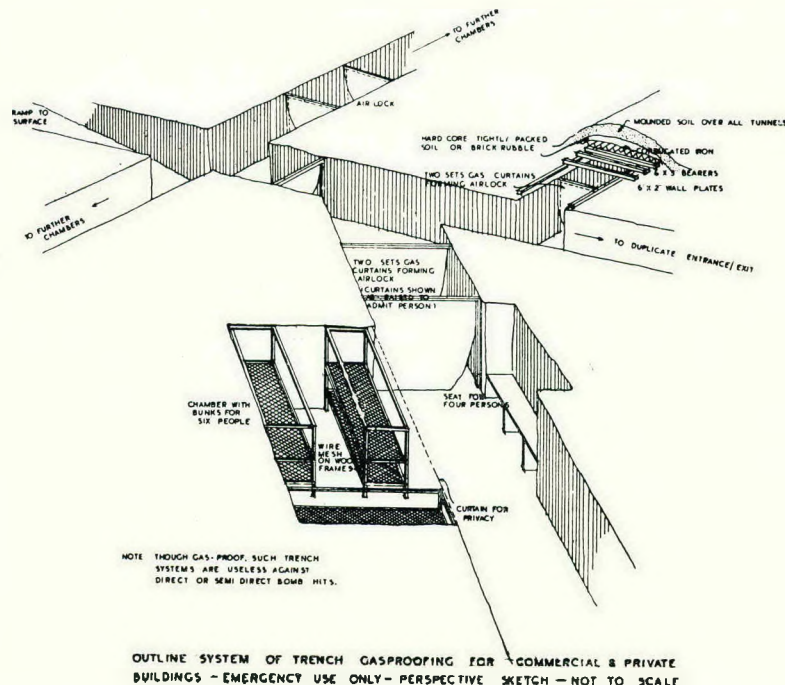 TO FURTHER
CHAMBERS
AIR LOCK
RAMP TO
SURFACE
MOUNDED SOIL OVER ALL TUNNELS
HARD CORE TIGHTLY PACKED
SOIL OR BRICK RUBBLE
CORRUGATED IRON
TWO SETS GAS CURTAINS
FORMING AIRLOCK
6 X 3 BEARERS
6 X 2" WALL PLATES
TO FURTHER
CHAMBERS
TO DUPLICATE ENTRANCE/EXIT
TWO SETS GAS
CURTAINS FORMING
AIRLOCK
(CURTAINS SHOWN
RAISED TO
ADMIT PERSON)
CHAMBER WITH
BUNKS FOR
SIX PEOPLE
SEAT FOR
FOUR PERSONS
WIRE
MESH
ON WOOD
FRAMES
CURTAIN FOR
PRIVACY
NOTE THOUGH GAS-PROOF, SUCH TRENCH
SYSTEMS ARE USELESS AGAINST
DIRECT OR SEMI DIRECT BOMB HITS.
OUTLINE SYSTEM OF TRENCH GASPROOFING FOR COMMERCIAL & PRIVATE
BUILDINGS - EMERGENCY USE ONLY - PERSPECTIVE SKETCH - NOT TO SCALE